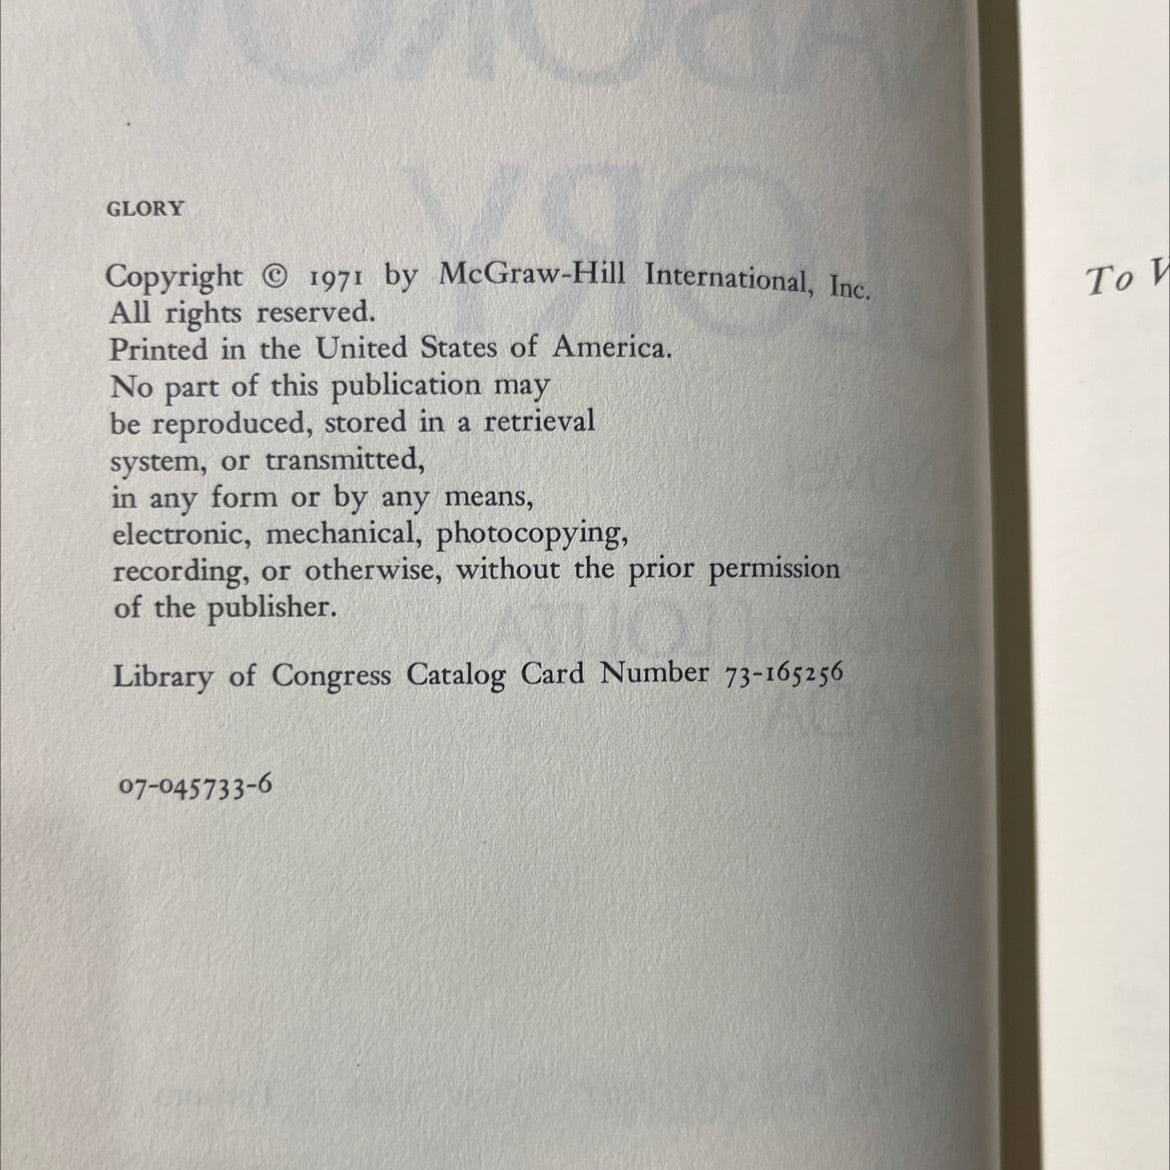 GLORY
Copyright © 1971 by McGraw-Hill International, Inc.
All rights reserved.
Printed in the United States of America.
No part of this publication may
be reproduced, stored in a retrieval
system, or transmitted,
in any form or by any means,
electronic, mechanical, photocopying,
recording, or otherwise, without the prior permission
of the publisher.
Library of Congress Catalog Card Number 73-165256
07-045733-6
To V